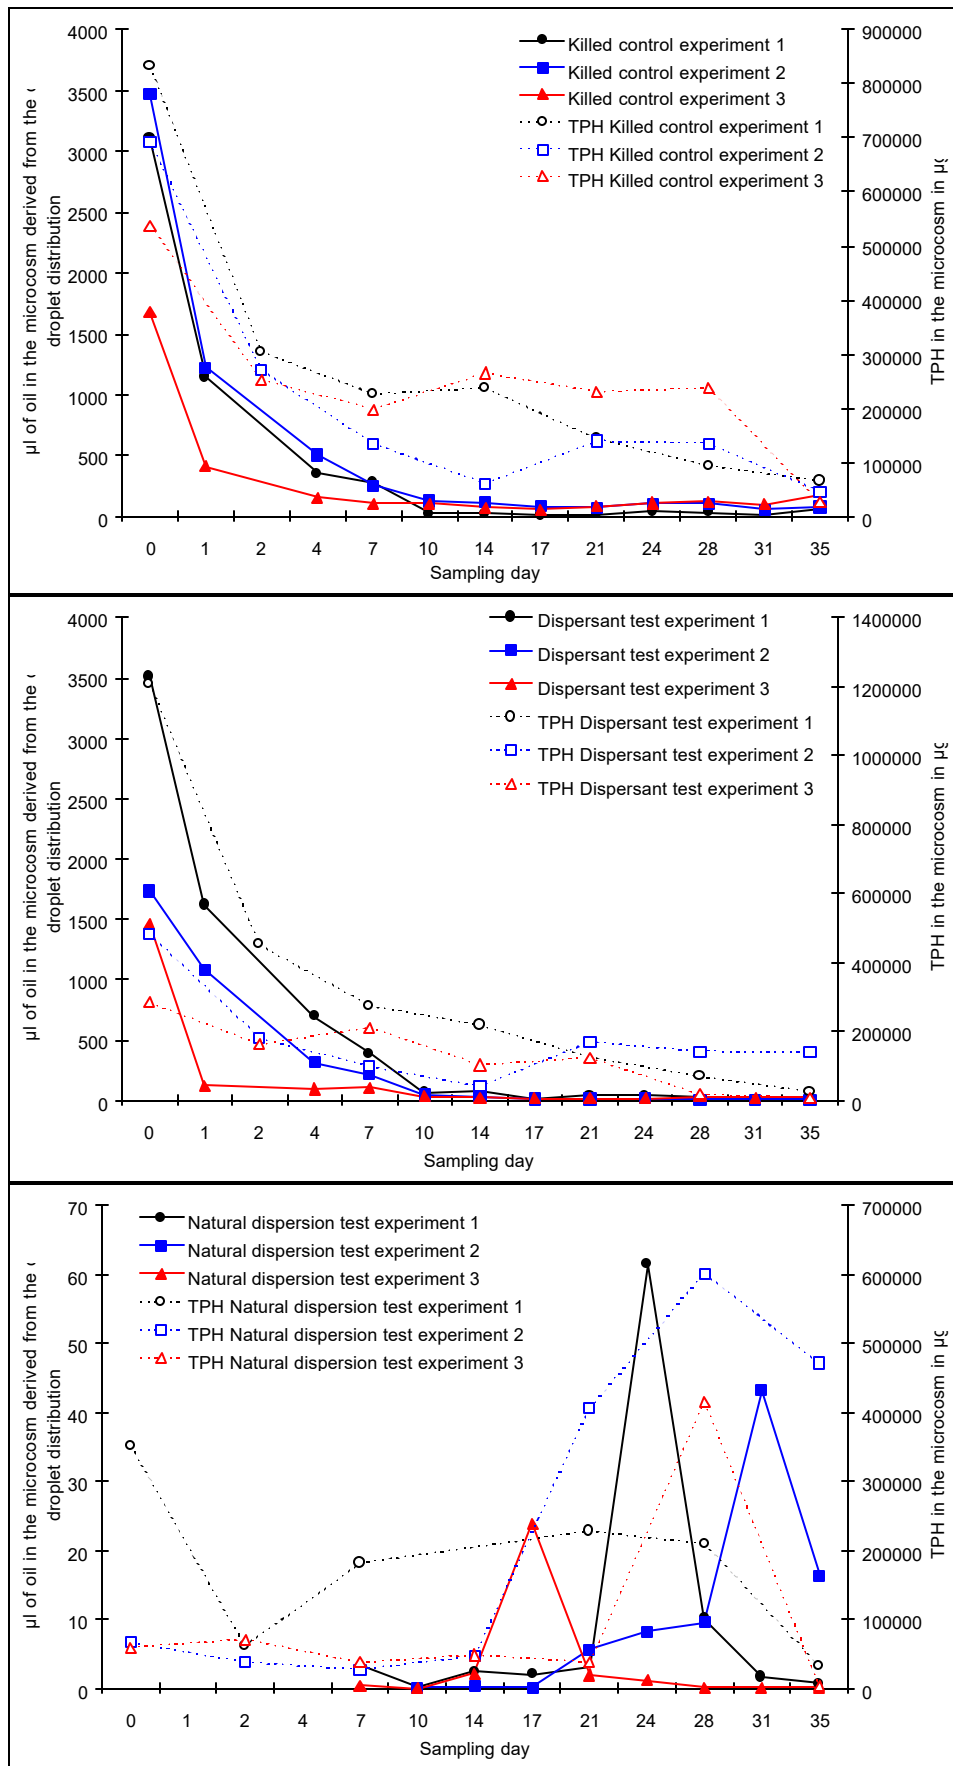 4000
3500
3000
2500
2000
1500
1000
500
0
900000
800000
700000
600000
500000
400000
300000
200000
100000
0
Killed control experiment 1
Killed control experiment 2
Killed control experiment 3
TPH Killed control experiment 1
TPH Killed control experiment 2
TPH Killed control experiment 3
µl of oil in the microcosm derived from the
droplet distribution
TPH in the microcosm in µg
0 1 2 4 7 10 14 17 21 24 28 31 35
Sampling day
4000
3500
3000
2500
2000
1500
1000
500
0
1400000
1200000
1000000
800000
600000
400000
200000
0
Dispersant test experiment 1
Dispersant test experiment 2
Dispersant test experiment 3
TPH Dispersant test experiment 1
TPH Dispersant test experiment 2
TPH Dispersant test experiment 3
µl of oil in the microcosm derived from the
droplet distribution
TPH in the microcosm in µg
0 1 2 4 7 10 14 17 21 24 28 31 35
Sampling day
70
60
50
40
30
20
10
0
700000
600000
500000
400000
300000
200000
100000
0
Natural dispersion test experiment 1
Natural dispersion test experiment 2
Natural dispersion test experiment 3
TPH Natural dispersion test experiment 1
TPH Natural dispersion test experiment 2
TPH Natural dispersion test experiment 3
µl of oil in the microcosm derived from the
droplet distribution
TPH in the microcosm in µg
0 1 2 4 7 10 14 17 21 24 28 31 35
Sampling day